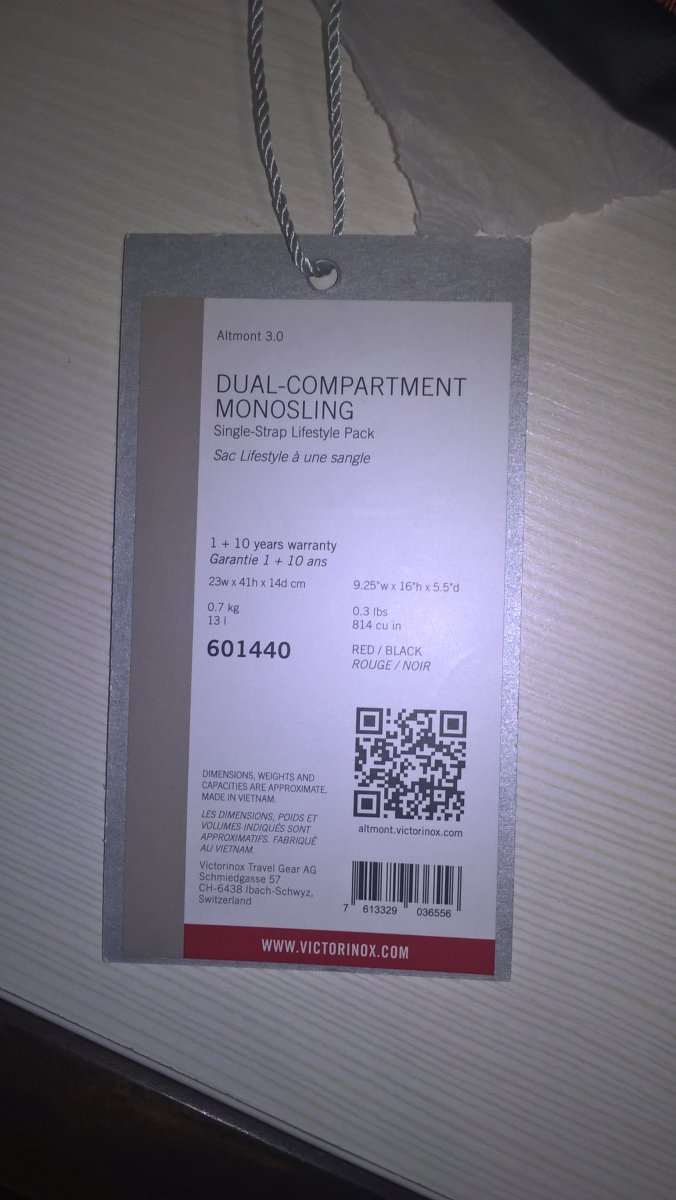 Altmont 3.0
DUAL-COMPARTMENT
MONOSLING
Single-Strap Lifestyle Pack
Sac Lifestyle à une sangle
1 + 10 years warranty
Garantie 1 + 10 ans
23w x 41h x 14d cm
9.25"w x 16"h x 5.5"d
0.7 kg
0.3 lbs
13 l
814 cu in
601440
RED / BLACK
ROUGE / NOIR
altmont.victorinox.com
DIMENSIONS, WEIGHTS AND
CAPACITIES ARE APPROXIMATE.
MADE IN VIETNAM.
LES DIMENSIONS, POIDS ET
VOLUMES INDIQUÉS SONT
APPROXIMATIFS. FABRIQUÉ
AU VIETNAM.
Victorinox Travel Gear AG
Schmiedgasse 57
CH-6438 Ibach-Schwyz,
Switzerland
7 613329 036556
WWW.VICTORINOX.COM